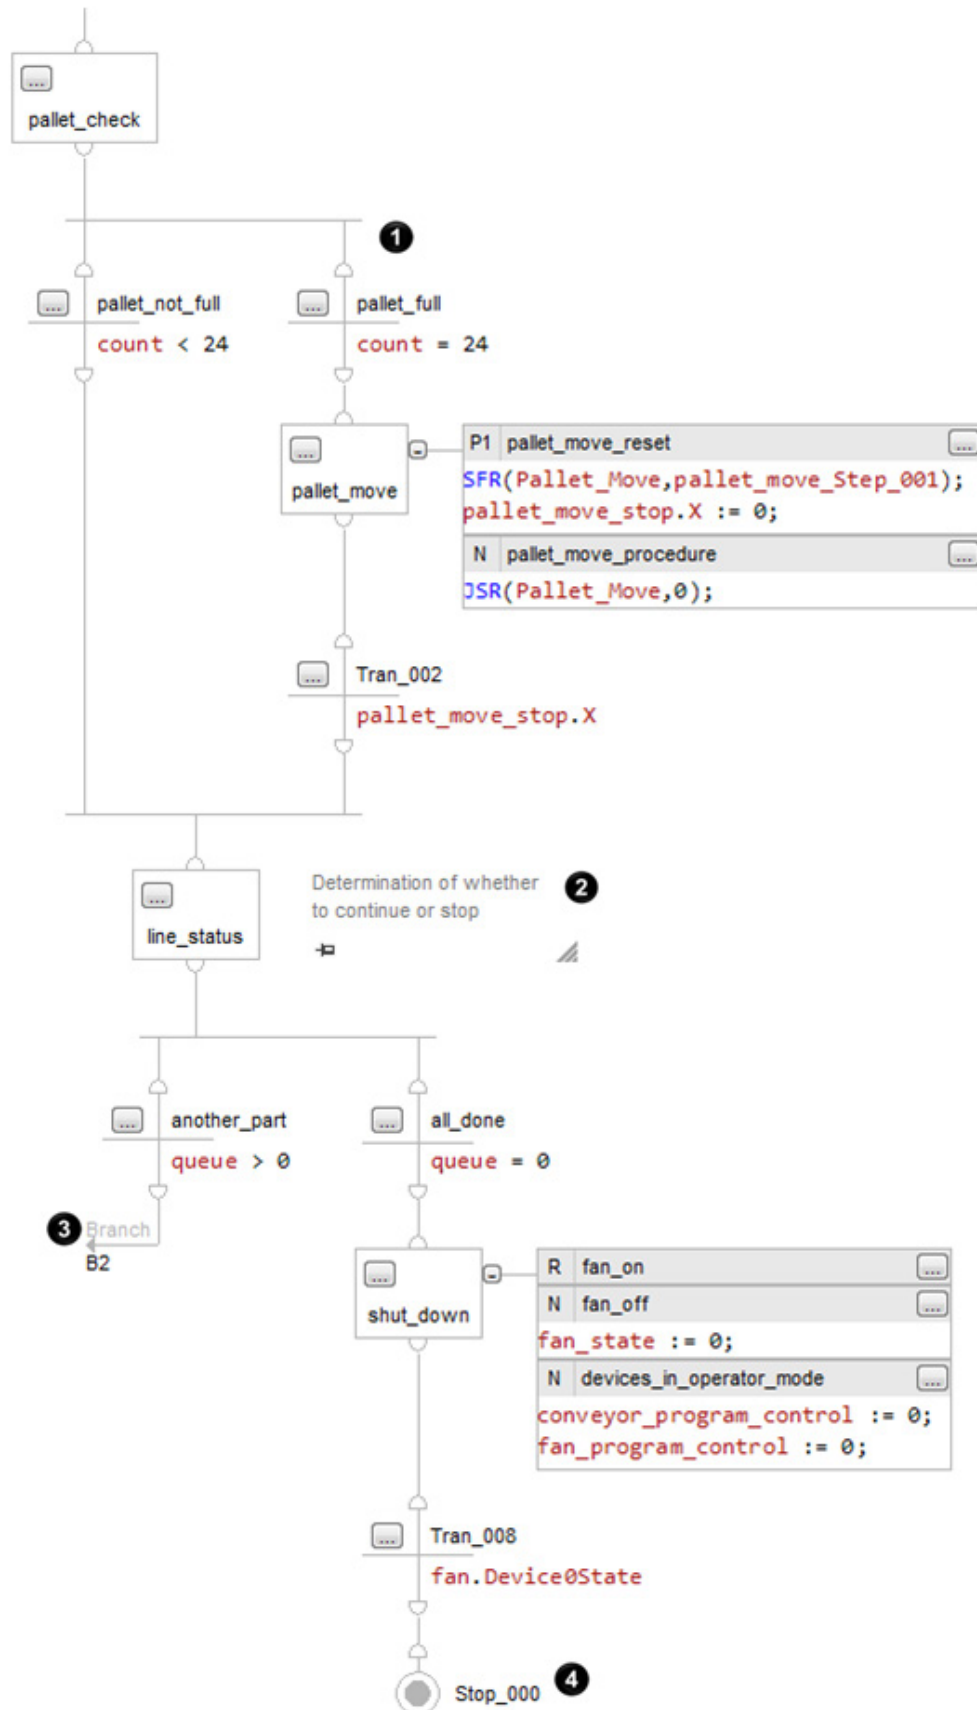 ...
pallet_check
1
... pallet_not_full
count < 24
... pallet_full
count = 24
...
pallet_move
P1 pallet_move_reset ...
SFR(Pallet_Move,pallet_move_Step_001);
pallet_move_stop.X := 0;
N pallet_move_procedure ...
JSR(Pallet_Move,0);
... Tran_002
pallet_move_stop.X
...
line_status
Determination of whether
to continue or stop
2
... another_part
queue > 0
... all_done
queue = 0
3 Branch
B2
...
shut_down
R fan_on ...
N fan_off ...
fan_state := 0;
N devices_in_operator_mode ...
conveyor_program_control := 0;
fan_program_control := 0;
... Tran_008
fan.Device0State
Stop_000 4